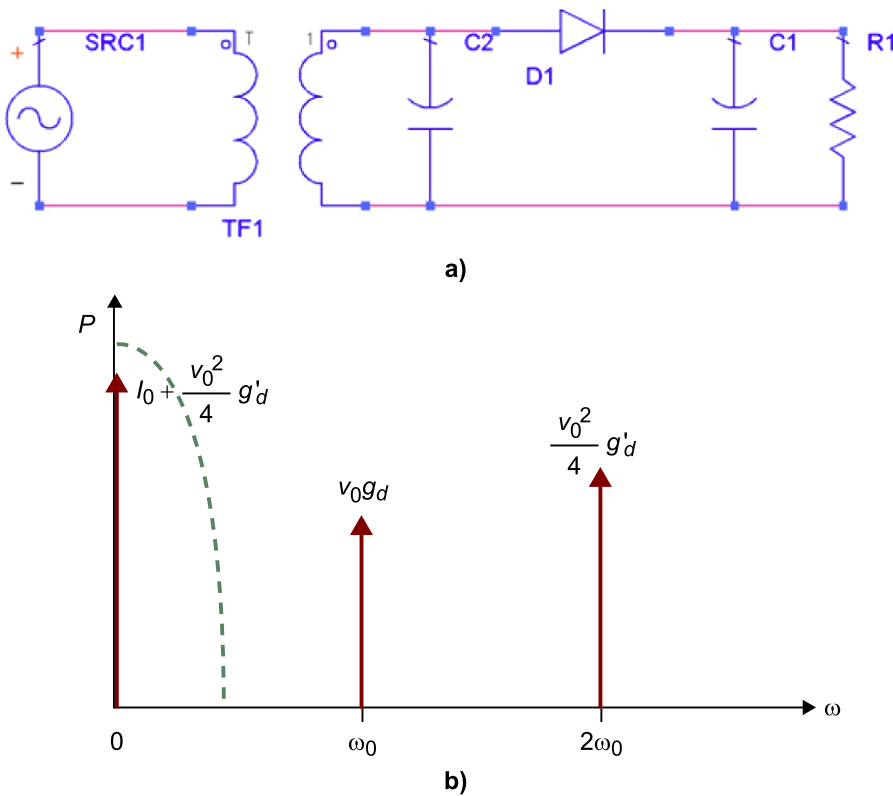 SRC1
T
1
C2
D1
C1
R1
+
−
TF1
a)
P
I₀ + v₀²/4 g'd
v₀gd
v₀²/4 g'd
ω
0
ω₀
2ω₀
b)